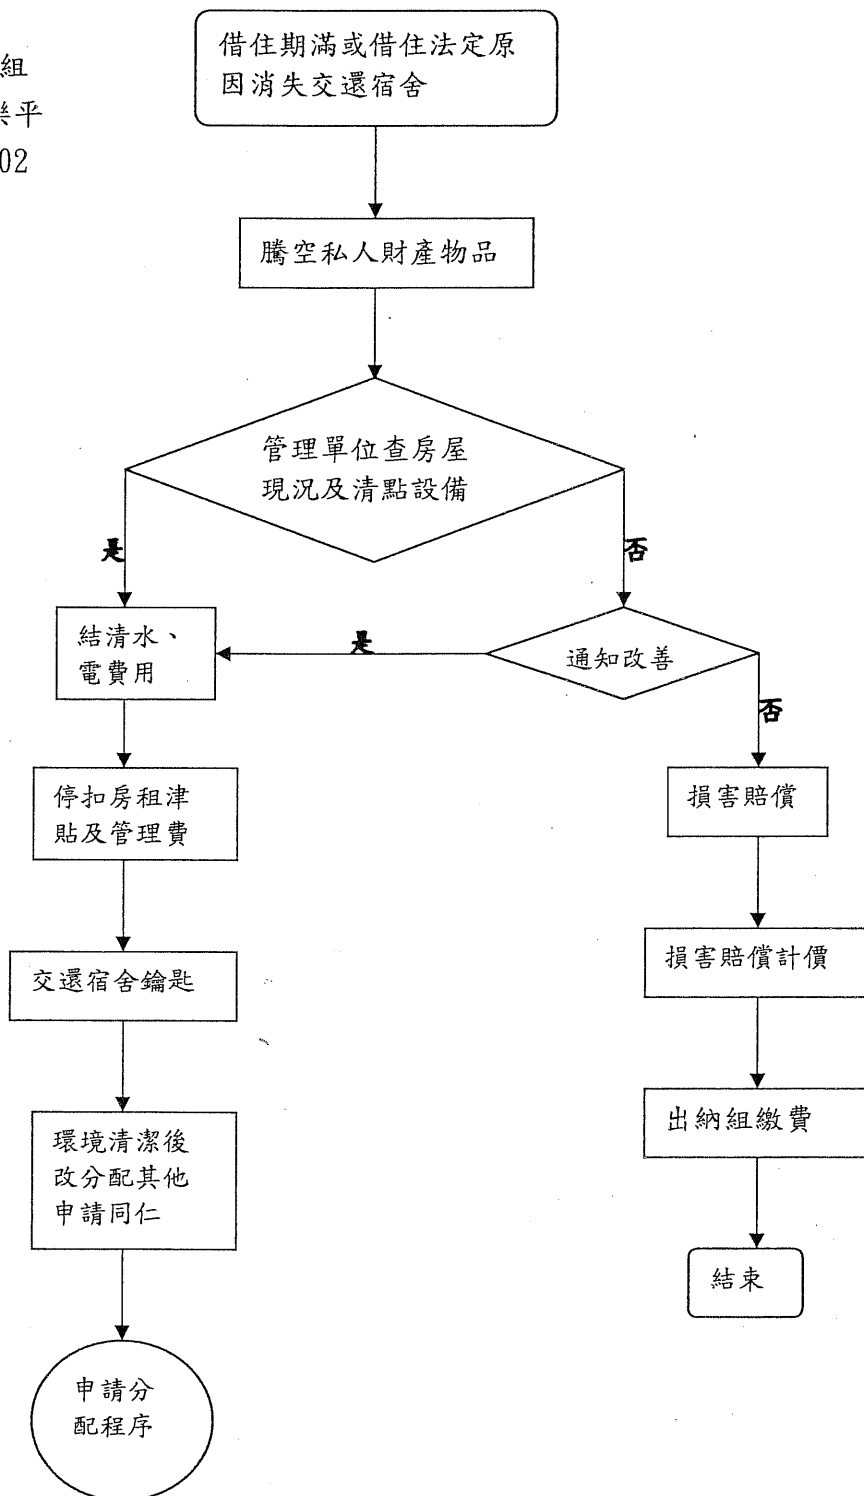 借住期滿或借住法定原
因消失交還宿舍
組
平
02
騰空私人財產物品
管理單位查房屋
現況及清點設備
是
否
結清水、
電費用
是
通知改善
否
停扣房租津
貼及管理費
損害賠償
交還宿舍鑰匙
損害賠償計價
環境清潔後
改分配其他
申請同仁
出納組繳費
結束
申請分
配程序